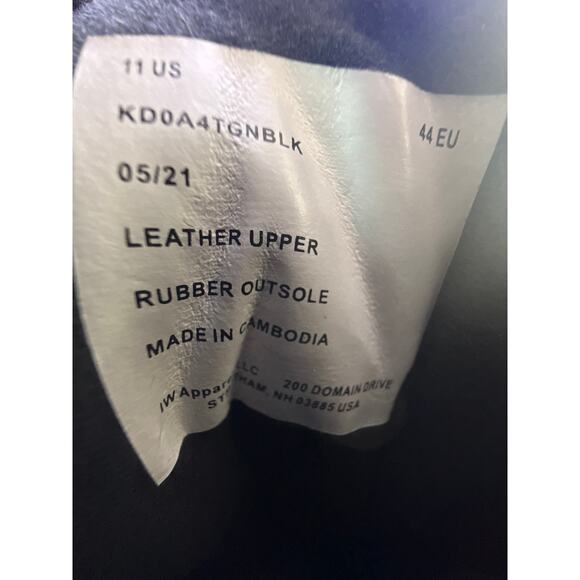 11 US 44 EU
KD0A4TGNBLK
05/21
LEATHER UPPER
RUBBER OUTSOLE
MADE IN CAMBODIA
LLC 200 DOMAIN DRIVE
NH 03885 USA